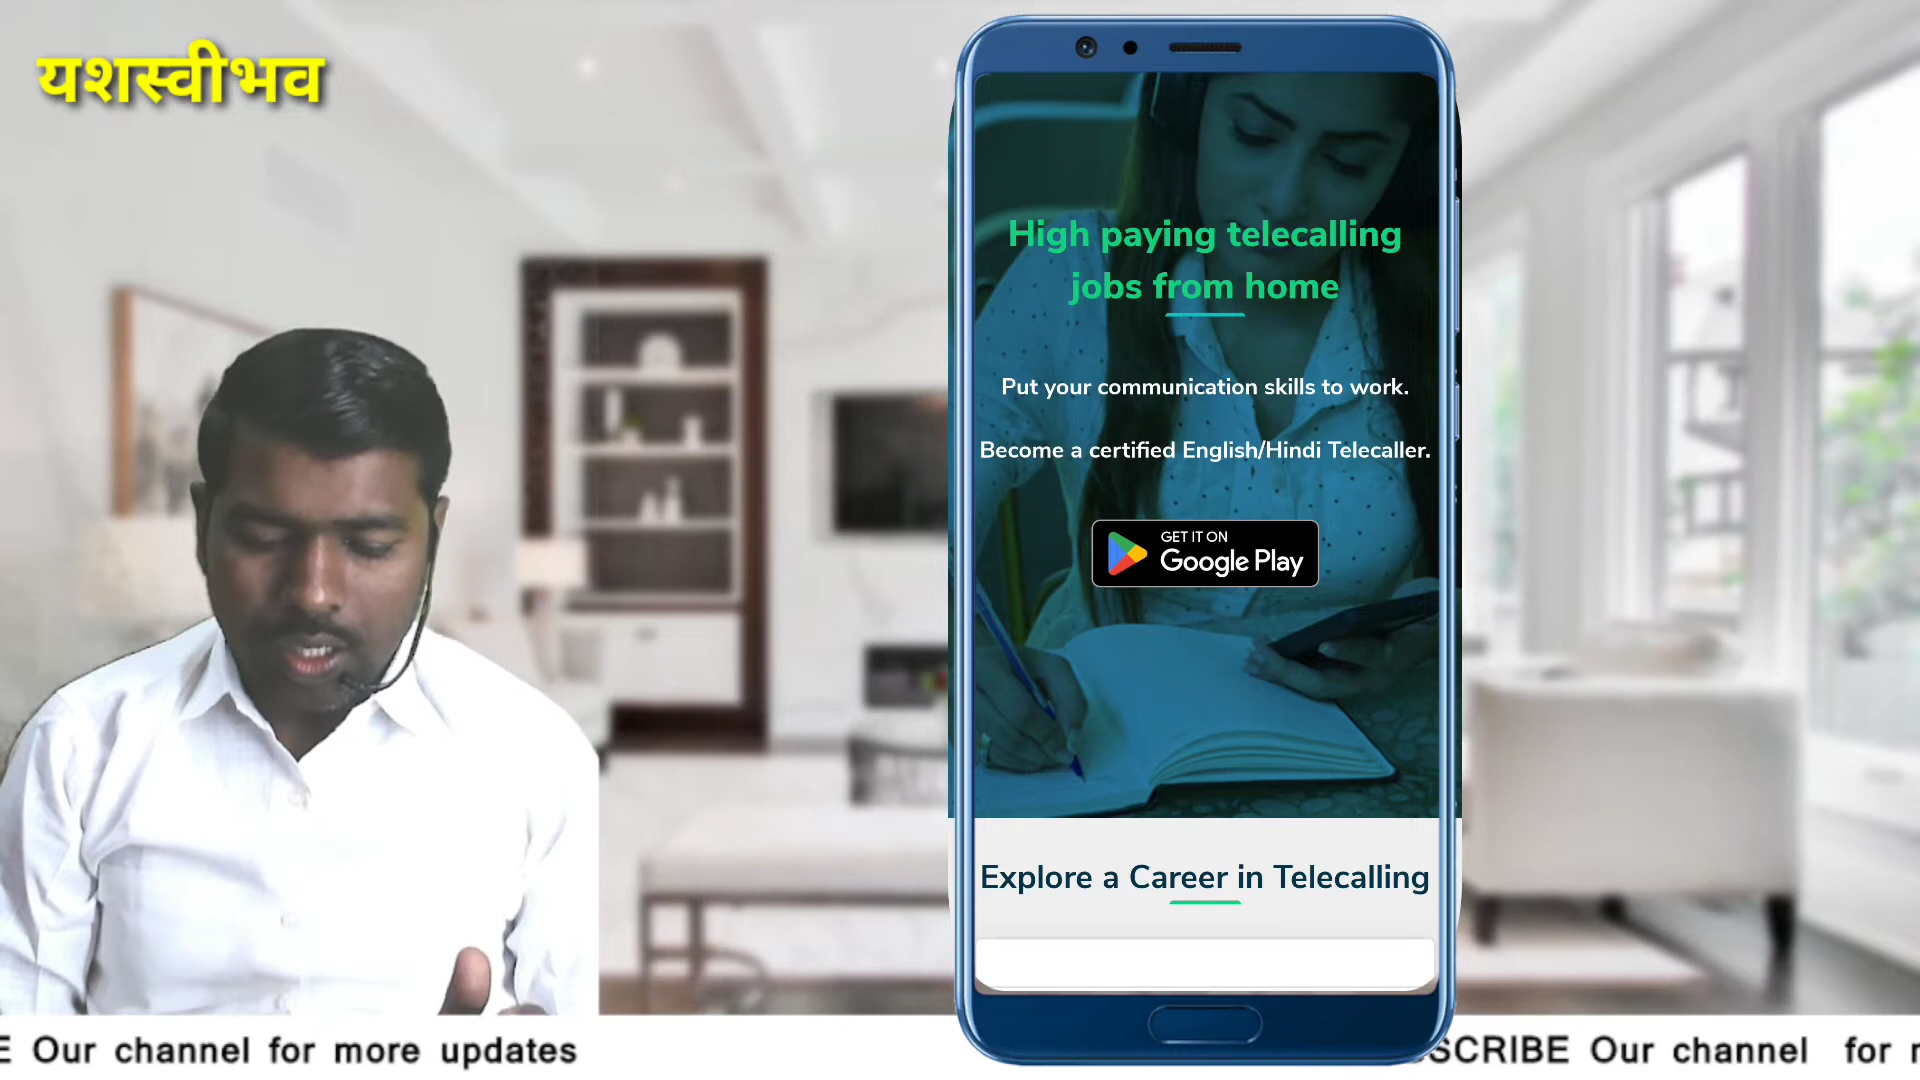 यशस्वीभव
High paying telecalling
jobs from home
Put your communication skills to work.
Become a certified English/Hindi Telecaller.
GET IT ON
Google Play
Explore a Career in Telecalling
E Our channel for more updates
SCRIBE Our channel for